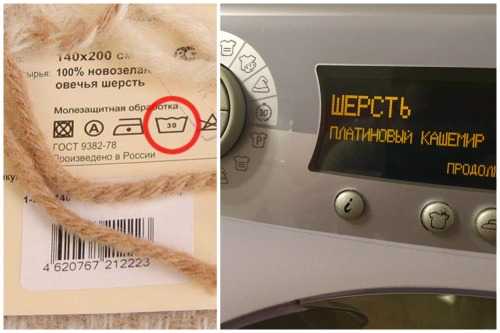 140x200 см
100% новозелан
овечья шерсть
Молезащитная обработка
A
30
ГОСТ 9382-78
Произведено в России
4 620767 212223
ШЕРСТЬ
ПЛАТИНОВЫЙ КАШЕМИР
ПРОДОЛ
i